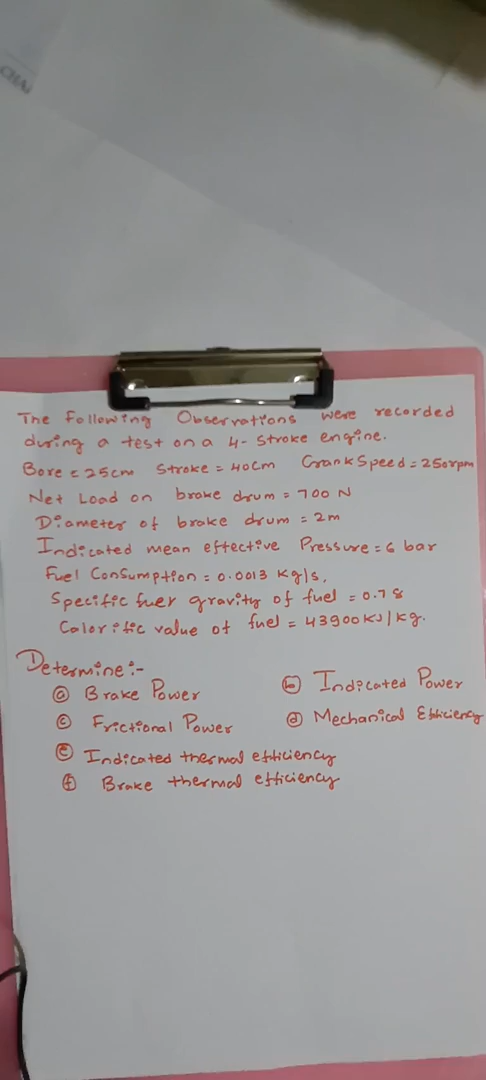 CHAI
The Following Observations were recorded
during a test on a 4- stroke engine.
Bore = 25cm Stroke = 40cm Crank Speed = 250rpm
Net Load on brake drum = 700 N
Diameter of brake drum = 2m
Indicated mean effective Pressure = 6 bar
Fuel Consumption = 0.0013 kg/s,
Specific fuer gravity of fuel = 0.78
Calorific value of fuel = 43900 KJ/kg.
Determine:-
(a) Brake Power (b) Indicated Power
(c) Frictional Power (d) Mechanical Efficiency
(e) Indicated thermal efficiency
(f) Brake thermal efficiency